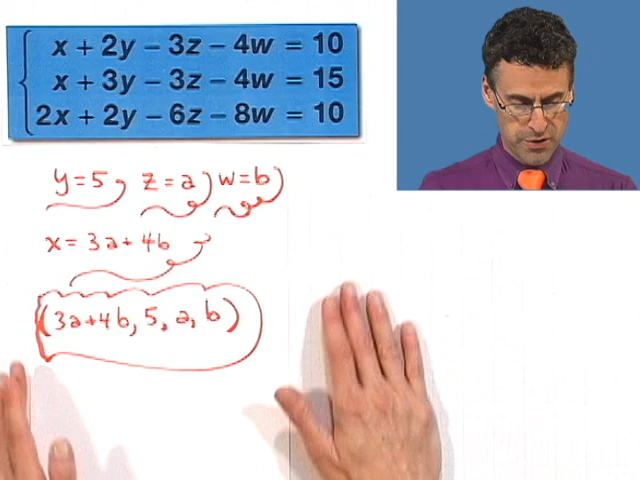 x + 2y − 3z − 4w = 10
x + 3y − 3z − 4w = 15
2x + 2y − 6z − 8w = 10
y = 5, z = a, w = b
x = 3a + 4b
(3a+4b, 5, a, b)